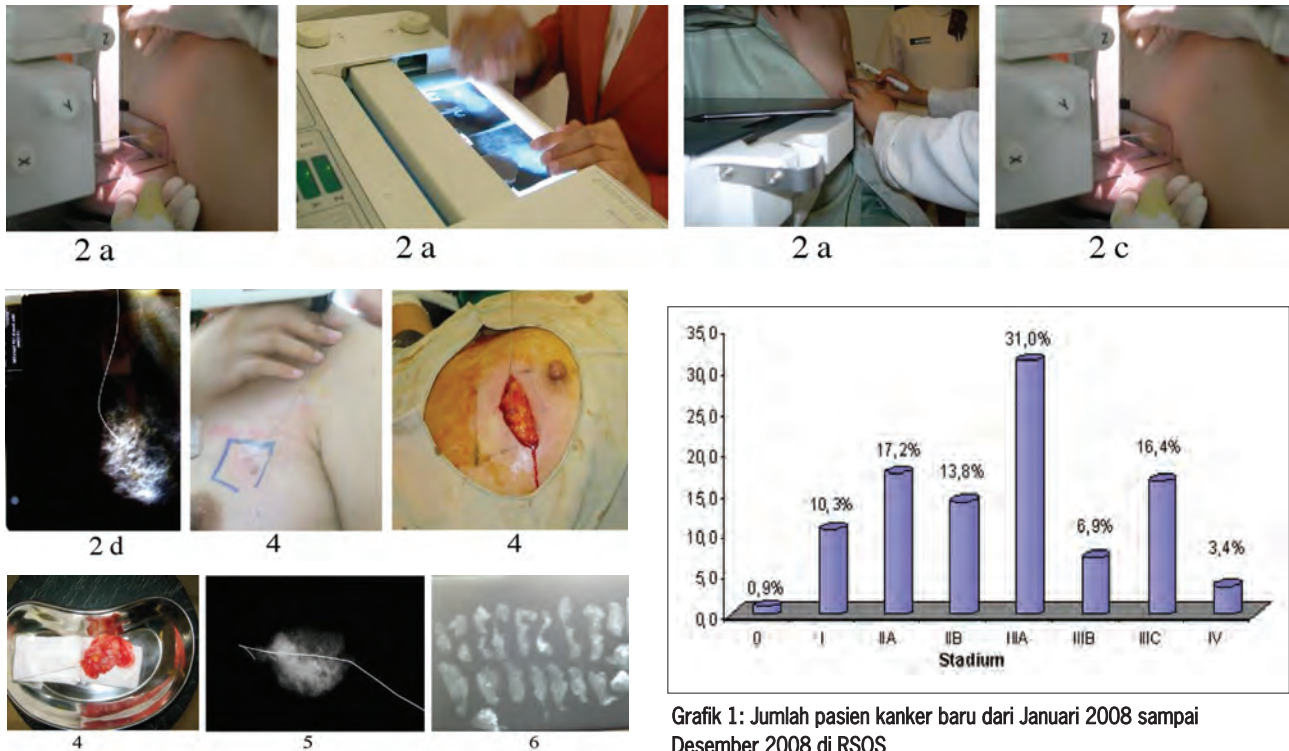 Z
Y
X
2 a
2 a
2 a
Z
Y
X
2 c
2 d
4
4
4
5
6
35,0
30,0
25,0
20,0
15,0
10,0
5,0
0,0
0,9%
10,3%
17,2%
13,8%
31,0%
6,9%
16,4%
3,4%
0 I IIA IIB IIIA IIIB IIIC IV
Stadium
Grafik 1: Jumlah pasien kanker baru dari Januari 2008 sampai
Desember 2008 di RSOS